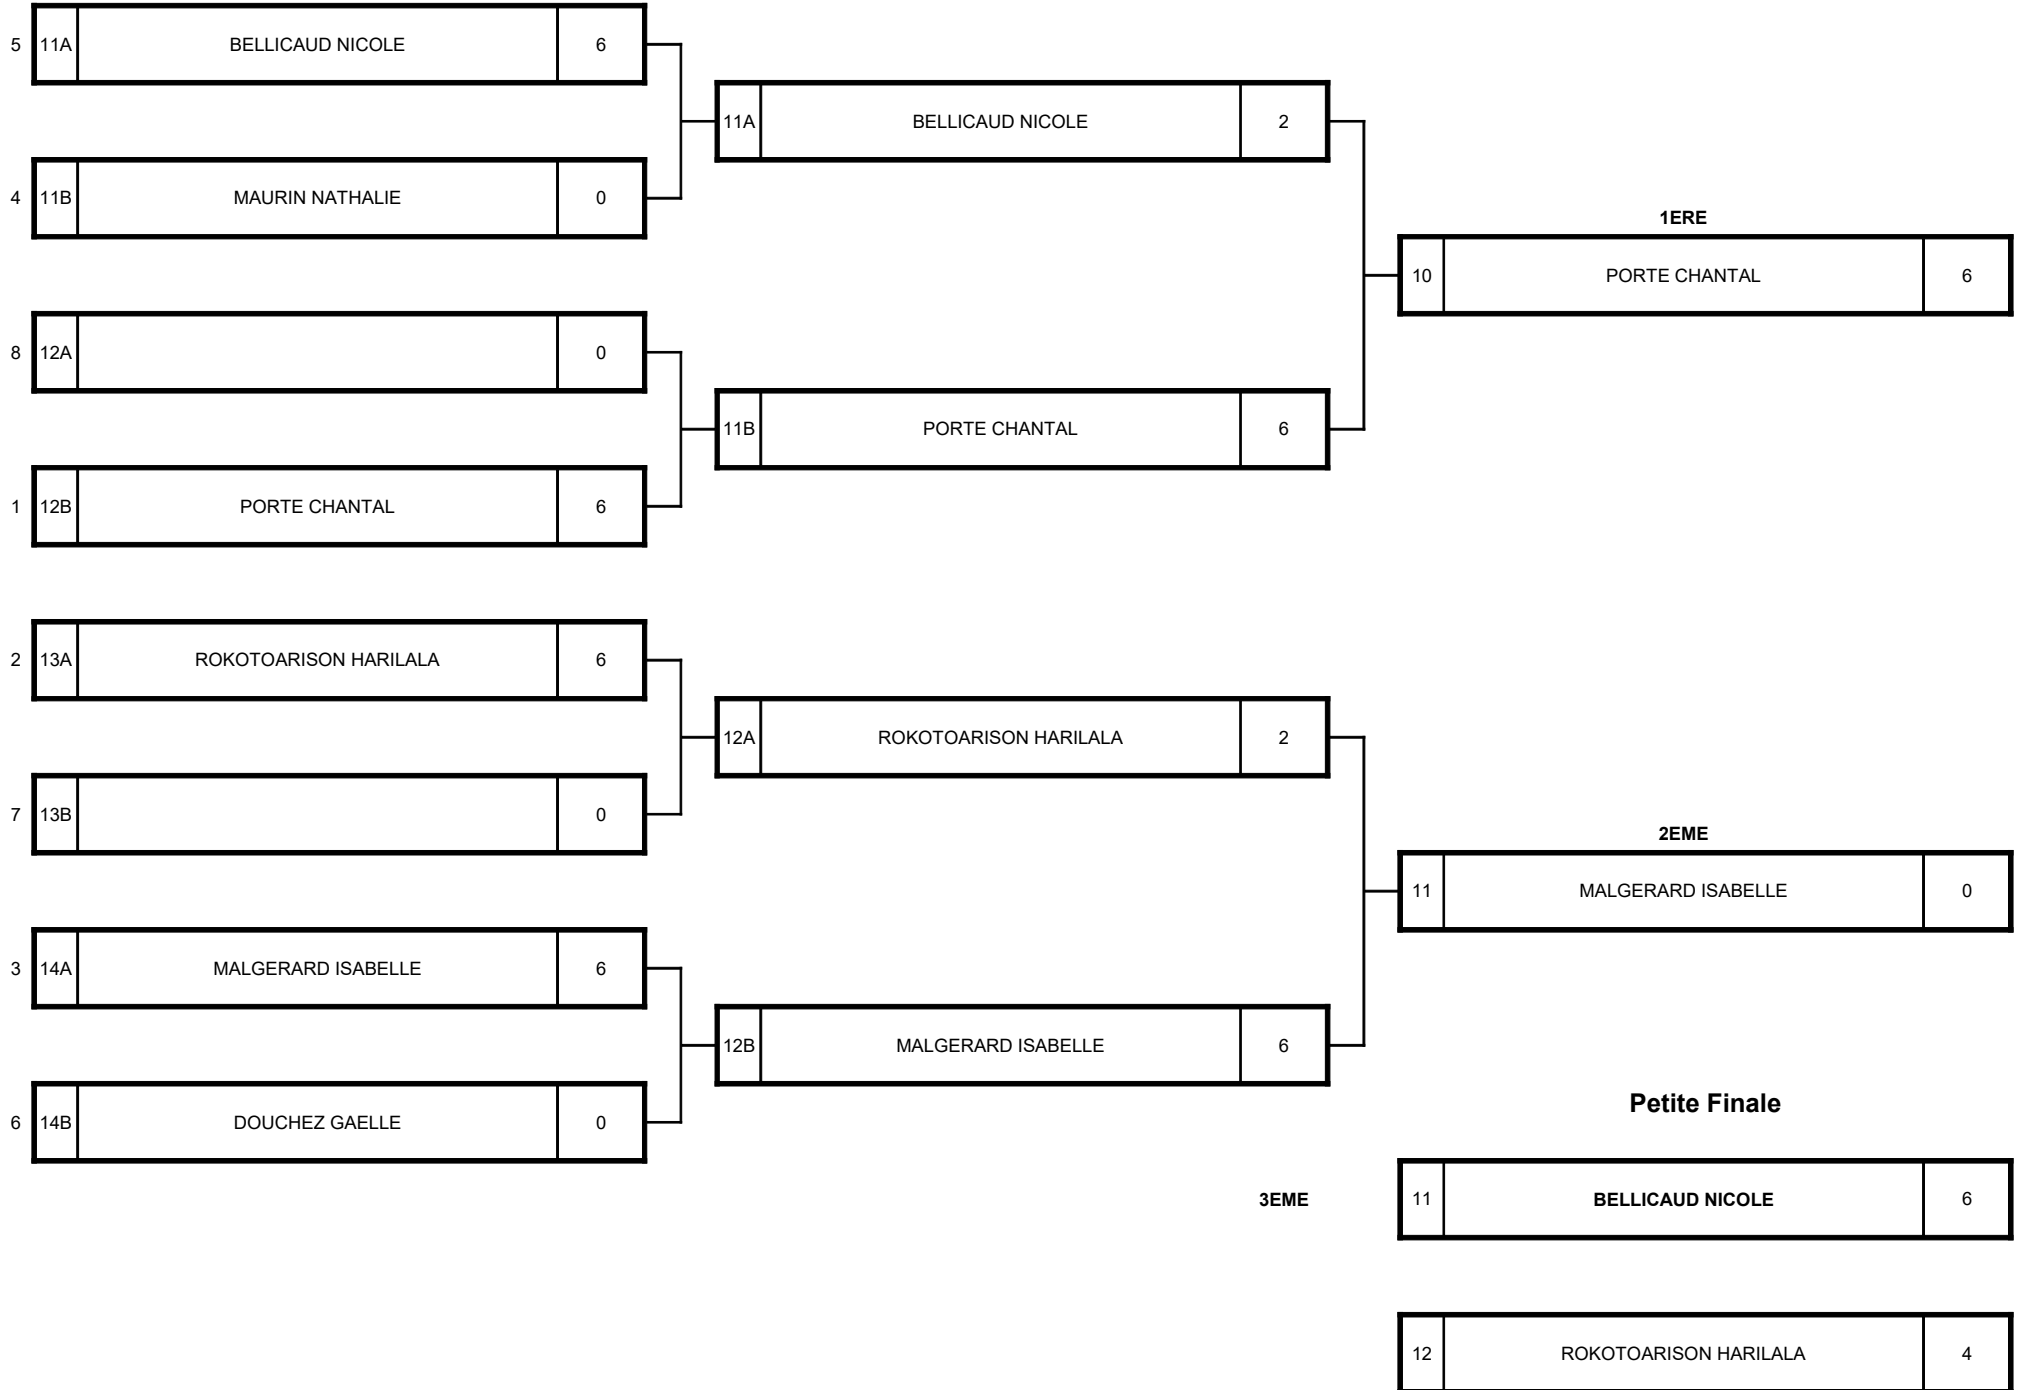 5 11A BELLICAUD NICOLE 6
11A BELLICAUD NICOLE 2
4 11B MAURIN NATHALIE 0
1ERE
10 PORTE CHANTAL 6
8 12A 0
11B PORTE CHANTAL 6
1 12B PORTE CHANTAL 6
2 13A ROKOTOARISON HARILALA 6
12A ROKOTOARISON HARILALA 2
7 13B 0
2EME
11 MALGERARD ISABELLE 0
3 14A MALGERARD ISABELLE 6
12B MALGERARD ISABELLE 6
Petite Finale
6 14B DOUCHEZ GAELLE 0
3EME 11 BELLICAUD NICOLE 6
12 ROKOTOARISON HARILALA 4